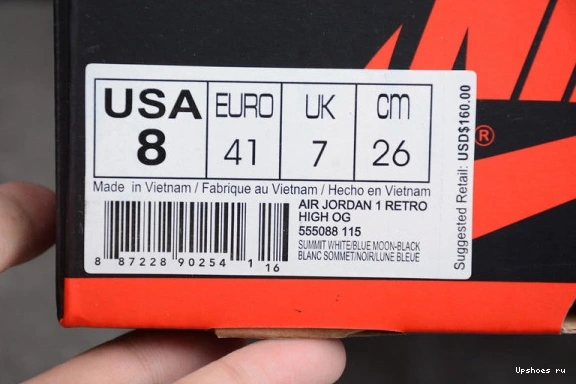 USA EURO UK cm
8 41 7 26
Made in Vietnam / Fabrique au Vietnam / Hecho en Vietnam
AIR JORDAN 1 RETRO
HIGH OG
555088 115
SUMMIT WHITE/BLUE MOON-BLACK
BLANC SOMMET/NOIR/LUNE BLEUE
8 87228 90254 1 16
Suggested Retail: USD$160.00
®
Upshoes ru